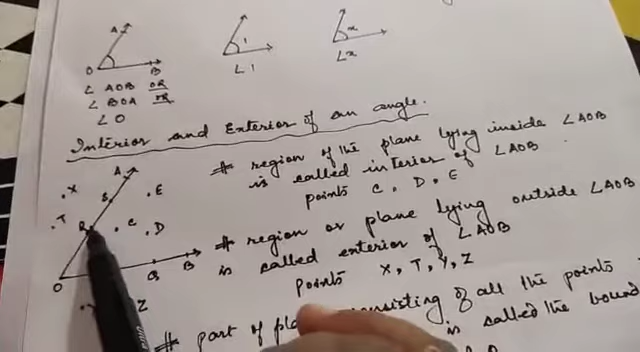 A
O B
∠ AOB OR
∠ BOA OR
∠ O
1
∠ 1
x
∠ x
Interior and Exterior of an angle.
A
X
S
E
T
R
C
D
O
Q
B
Z
# region of the plane lying inside ∠AOB
is called interior of ∠AOB
points C, D, E
# region or plane lying outside ∠AOB
is called exterior of ∠AOB
points X, T, Y, Z
# part of consisting of all the points
is called the bound